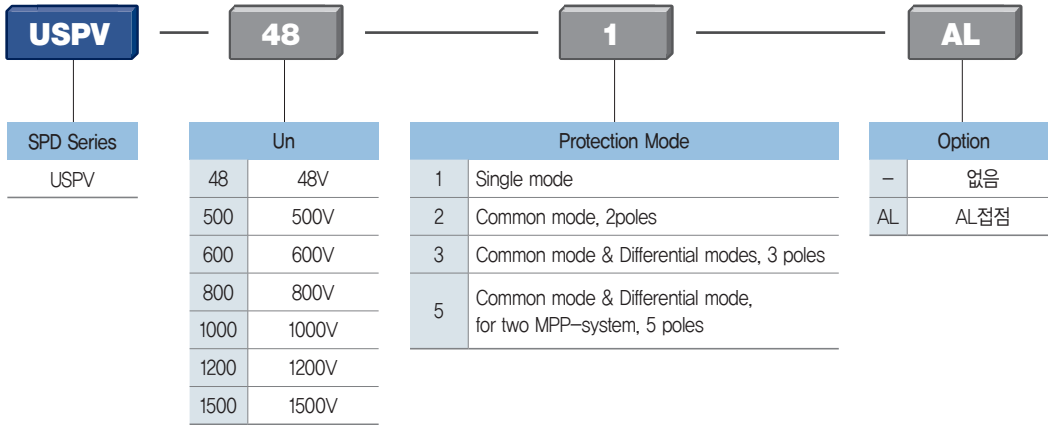 USPV — 48 — 1 — AL
SPD Series
USPV
Un
48 48V
500 500V
600 600V
800 800V
1000 1000V
1200 1200V
1500 1500V
Protection Mode
1 Single mode
2 Common mode, 2poles
3 Common mode & Differential modes, 3 poles
5 Common mode & Differential mode,
for two MPP-system, 5 poles
Option
- 없음
AL AL접점